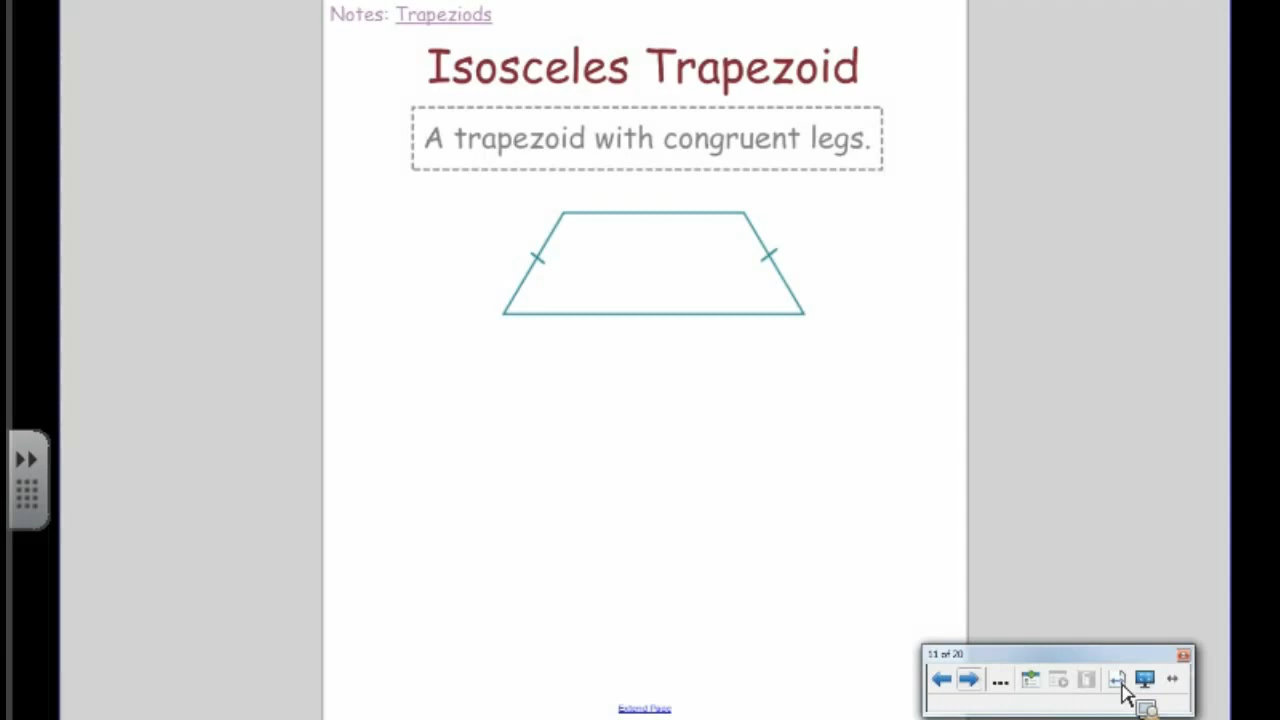 Notes: Trapeziods
Isosceles Trapezoid
A trapezoid with congruent legs.
11 of 20
Extend Page